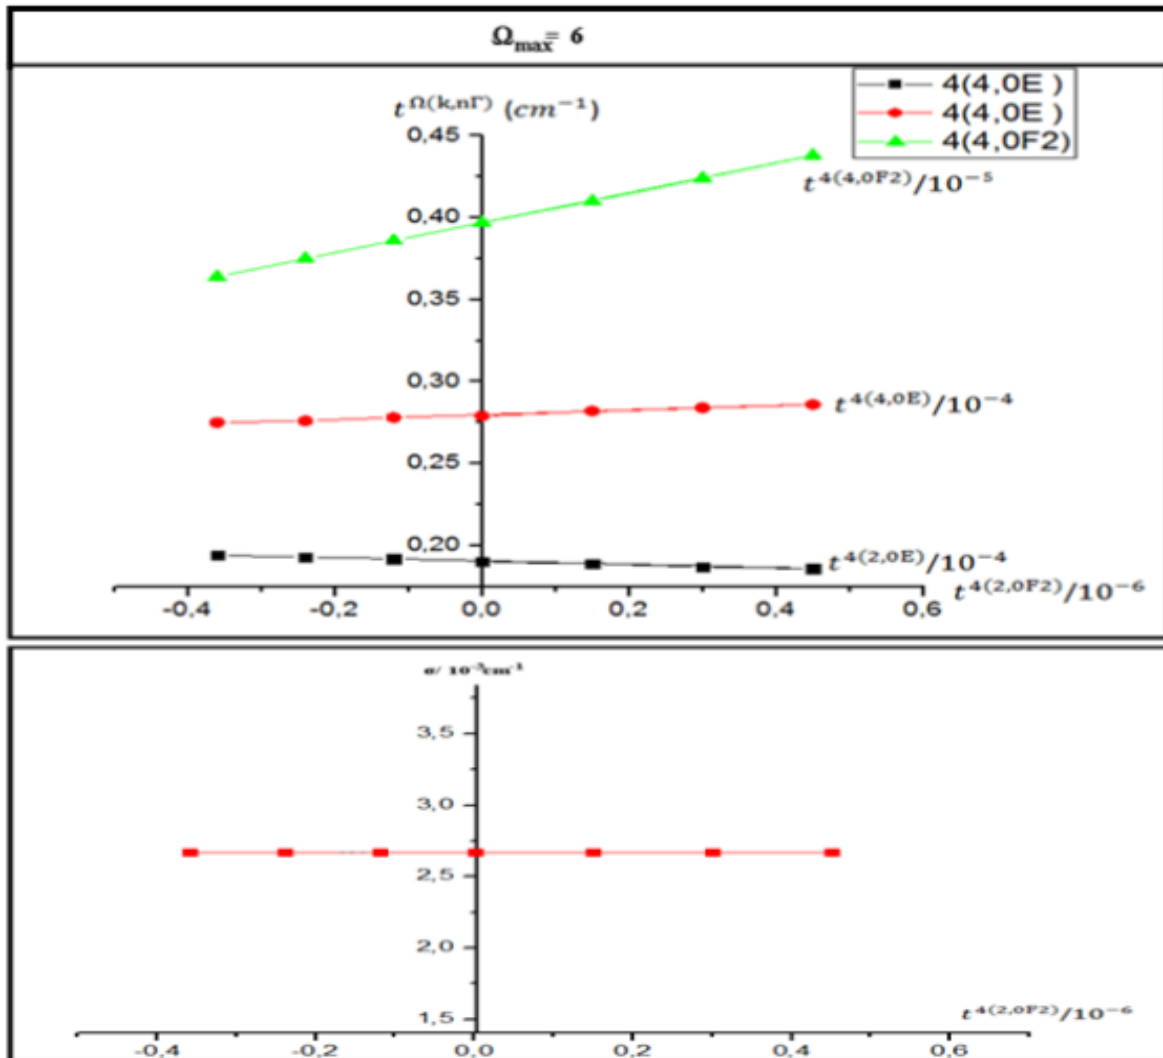 Ωmax= 6
4(4,0E )
4(4,0E )
4(4,0F2)
t^Ω(k,nΓ) (cm⁻¹)
0,45
t^4(4,0F2)/10⁻⁵
0,40
0,35
0,30
t^4(4,0E)/10⁻⁴
0,25
0,20
t^4(2,0E)/10⁻⁴
t^4(2,0F2)/10⁻⁶
-0,4 -0,2 0,0 0,2 0,4 0,6
σ/ 10⁻³cm⁻¹
3,5
3,0
2,5
2,0
1,5
t^4(2,0F2)/10⁻⁶
-0,4 -0,2 0,0 0,2 0,4 0,6